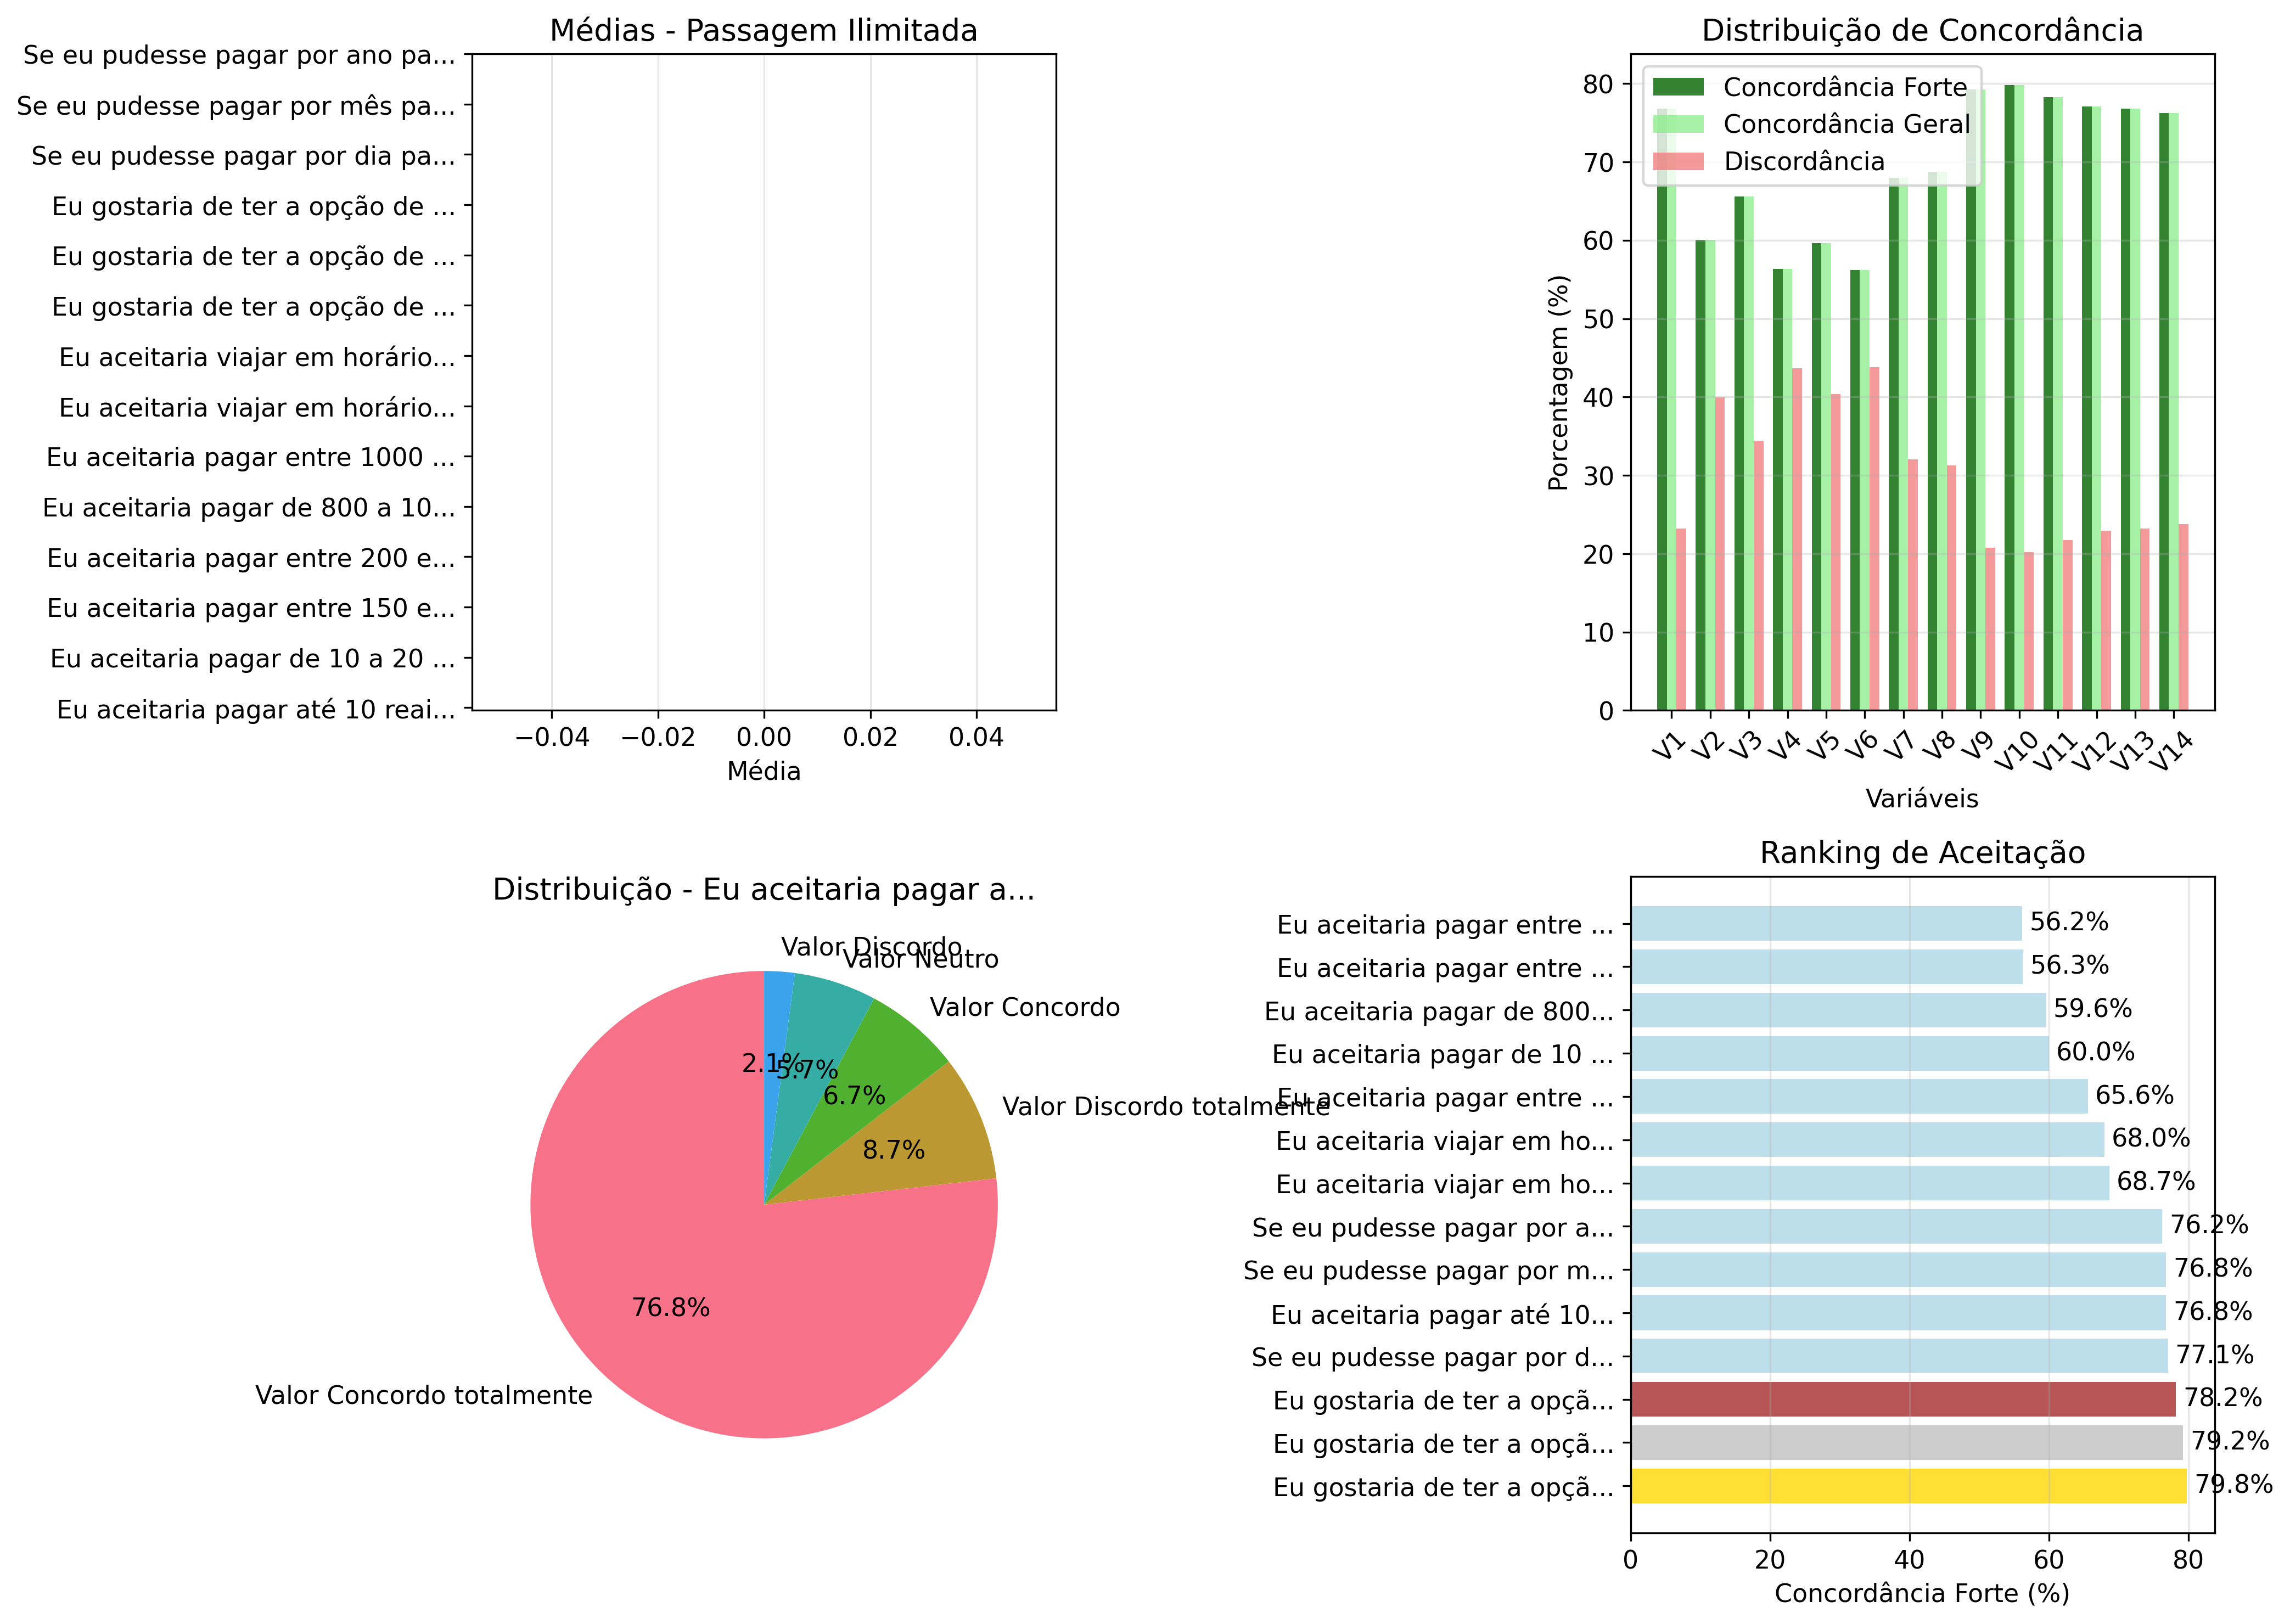 Médias - Passagem Ilimitada
Se eu pudesse pagar por ano pa...
Se eu pudesse pagar por mês pa...
Se eu pudesse pagar por dia pa...
Eu gostaria de ter a opção de ...
Eu gostaria de ter a opção de ...
Eu gostaria de ter a opção de ...
Eu aceitaria viajar em horário...
Eu aceitaria viajar em horário...
Eu aceitaria pagar entre 1000 ...
Eu aceitaria pagar de 800 a 10...
Eu aceitaria pagar entre 200 e...
Eu aceitaria pagar entre 150 e...
Eu aceitaria pagar de 10 a 20 ...
Eu aceitaria pagar até 10 reai...
−0.04 −0.02 0.00 0.02 0.04
Média
Distribuição de Concordância
Concordância Forte
Concordância Geral
Discordância
Porcentagem (%)
80
70
60
50
40
30
20
10
0
V1 V2 V3 V4 V5 V6 V7 V8 V9 V10 V11 V12 V13 V14
Variáveis
Distribuição - Eu aceitaria pagar a...
Valor Discordo
Valor Neutro
Valor Concordo
Valor Discordo totalmente
Valor Concordo totalmente
2.1%
5.7%
6.7%
8.7%
76.8%
Ranking de Aceitação
Eu aceitaria pagar entre ... 56.2%
Eu aceitaria pagar entre ... 56.3%
Eu aceitaria pagar de 800... 59.6%
Eu aceitaria pagar de 10 ... 60.0%
Eu aceitaria pagar entre ... 65.6%
Eu aceitaria viajar em ho... 68.0%
Eu aceitaria viajar em ho... 68.7%
Se eu pudesse pagar por a... 76.2%
Se eu pudesse pagar por m... 76.8%
Eu aceitaria pagar até 10... 76.8%
Se eu pudesse pagar por d... 77.1%
Eu gostaria de ter a opçã... 78.2%
Eu gostaria de ter a opçã... 79.2%
Eu gostaria de ter a opçã... 79.8%
0 20 40 60 80
Concordância Forte (%)